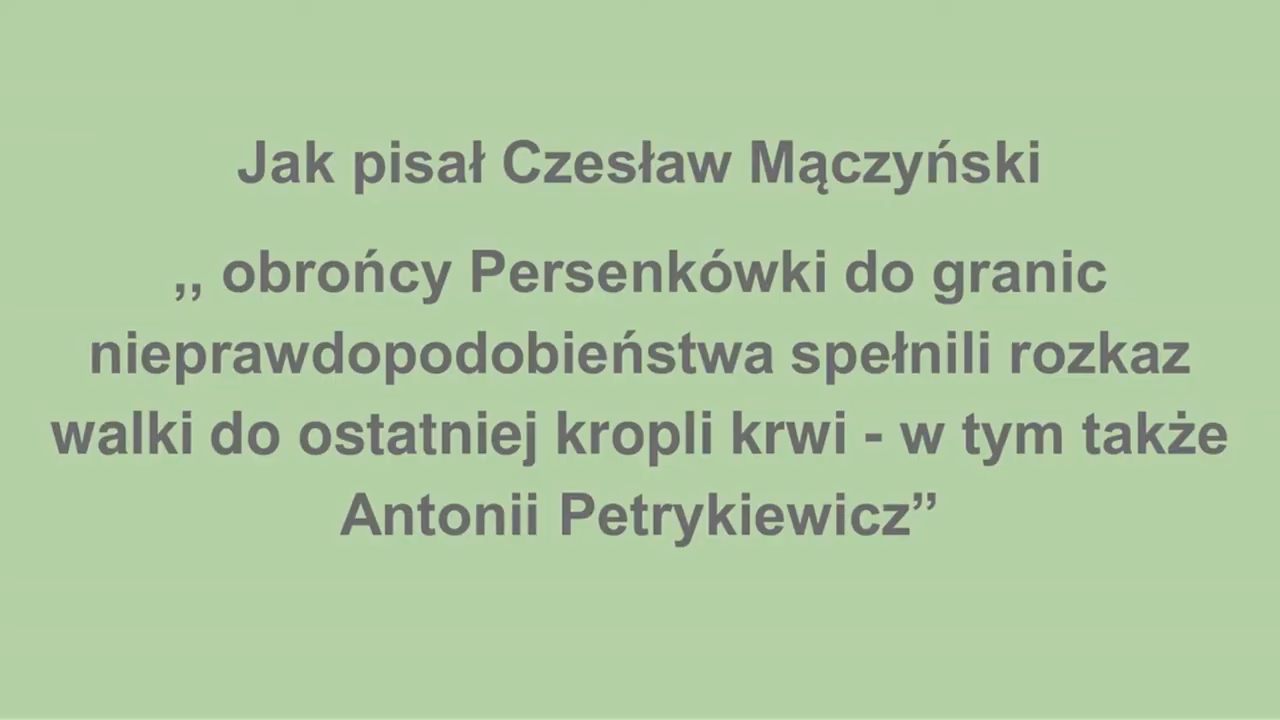 Jak pisał Czesław Mączyński
,, obrońcy Persenkówki do granic
nieprawdopodobieństwa spełnili rozkaz
walki do ostatniej kropli krwi - w tym także
Antonii Petrykiewicz”